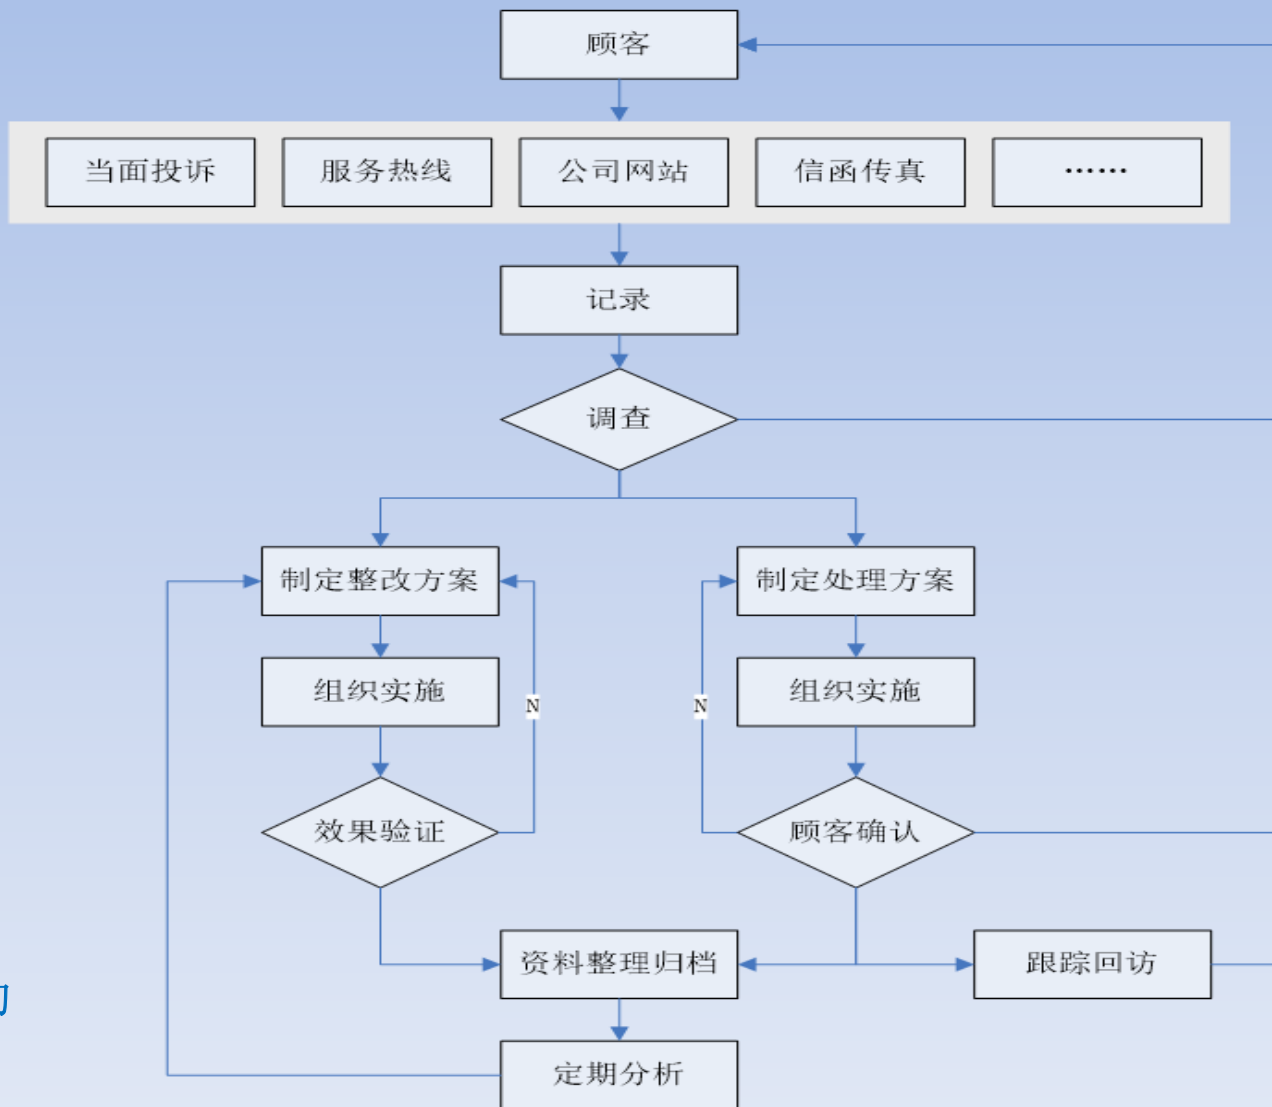 顾客
当面投诉 服务热线 公司网站 信函传真 ……
记录
调查
制定整改方案 制定处理方案
组织实施 组织实施
N N
效果验证 顾客确认
资料整理归档 跟踪回访
定期分析